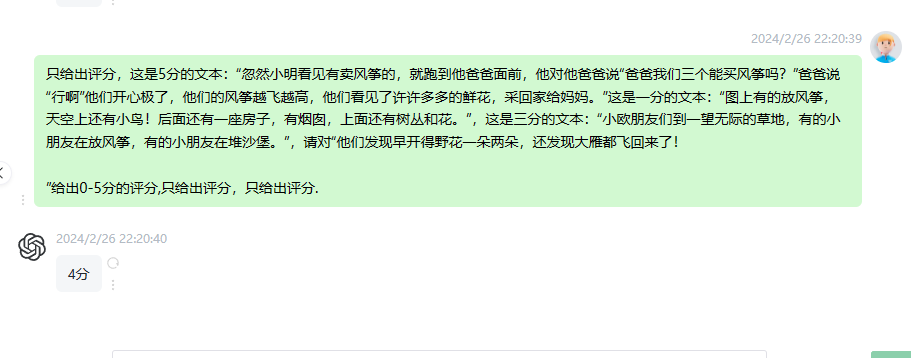 2024/2/26 22:20:39
只给出评分，这是5分的文本：“忽然小明看见有卖风筝的，就跑到他爸爸面前，他对他爸爸说“爸爸我们三个能买风筝吗？”爸爸说
“行啊”他们开心极了，他们的风筝越飞越高，他们看见了许许多多的鲜花，采回家给妈妈。”这是一分的文本：“图上有的放风筝，
天空上还有小鸟！后面还有一座房子，有烟囱，上面还有树丛和花。”，这是三分的文本：“小欧朋友们到一望无际的草地，有的小
朋友在放风筝，有的小朋友在堆沙堡。”，请对“他们发现早开得野花一朵两朵，还发现大雁都飞回来了！
”给出0-5分的评分,只给出评分，只给出评分.
2024/2/26 22:20:40
4分